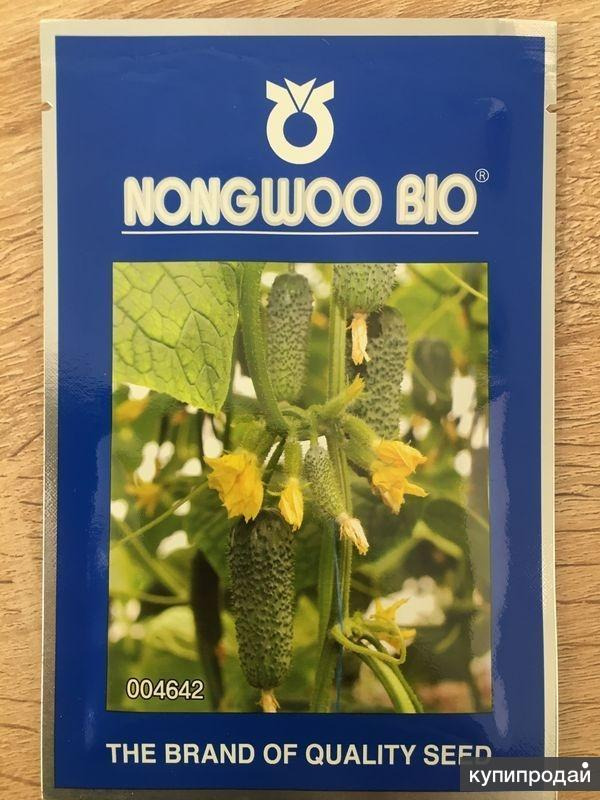 NONGWOO BIO®
004642
THE BRAND OF QUALITY SEED
купипродай